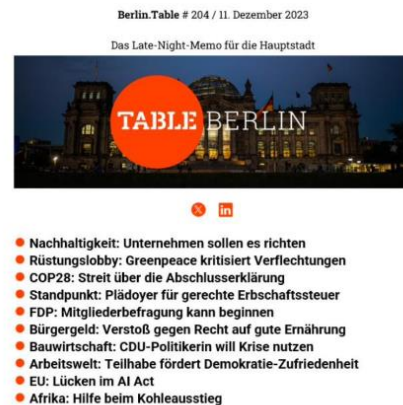 Berlin.Table # 204 / 11. Dezember 2023
Das Late-Night-Memo für die Hauptstadt
TABLE BERLIN
Nachhaltigkeit: Unternehmen sollen es richten
Rüstungslobby: Greenpeace kritisiert Verflechtungen
COP28: Streit über die Abschlusserklärung
Standpunkt: Plädoyer für gerechte Erbschaftssteuer
FDP: Mitgliederbefragung kann beginnen
Bürgergeld: Verstoß gegen Recht auf gute Ernährung
Bauwirtschaft: CDU-Politikerin will Krise nutzen
Arbeitswelt: Teilhabe fördert Demokratie-Zufriedenheit
EU: Lücken im AI Act
Afrika: Hilfe beim Kohleausstieg